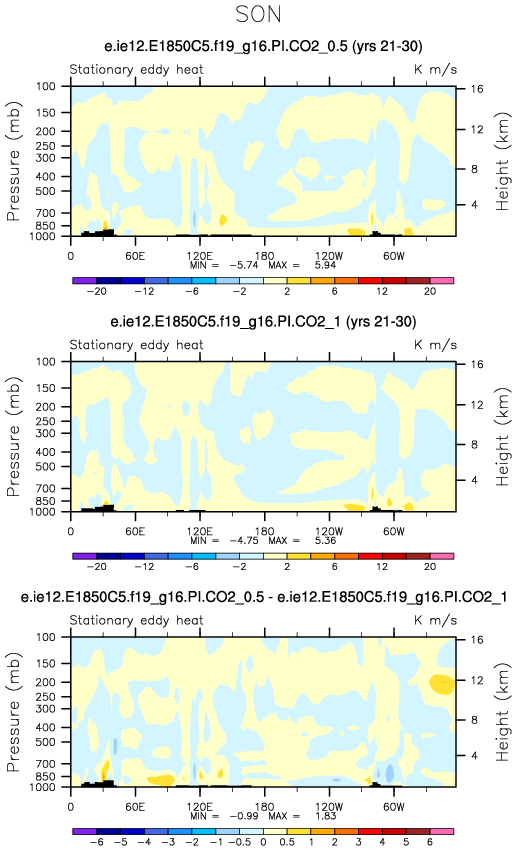 SON
e.ie12.E1850C5.f19_g16.PI.CO2_0.5 (yrs 21-30)
Stationary eddy heat K m/s
Pressure (mb)
100
150
200
250
300
400
500
700
850
1000
16
12
8
4
Height (km)
0 60E 120E 180 120W 60W
MIN = -5.74 MAX = 5.94
-20 -12 -6 -2 2 6 12 20
e.ie12.E1850C5.f19_g16.PI.CO2_1 (yrs 21-30)
Stationary eddy heat K m/s
Pressure (mb)
100
150
200
250
300
400
500
700
850
1000
16
12
8
4
Height (km)
0 60E 120E 180 120W 60W
MIN = -4.75 MAX = 5.36
-20 -12 -6 -2 2 6 12 20
e.ie12.E1850C5.f19_g16.PI.CO2_0.5 - e.ie12.E1850C5.f19_g16.PI.CO2_1
Stationary eddy heat K m/s
Pressure (mb)
100
150
200
250
300
400
500
700
850
1000
16
12
8
4
Height (km)
0 60E 120E 180 120W 60W
MIN = -0.99 MAX = 1.83
-6 -5 -4 -3 -2 -1 -0.5 0 0.5 1 2 3 4 5 6